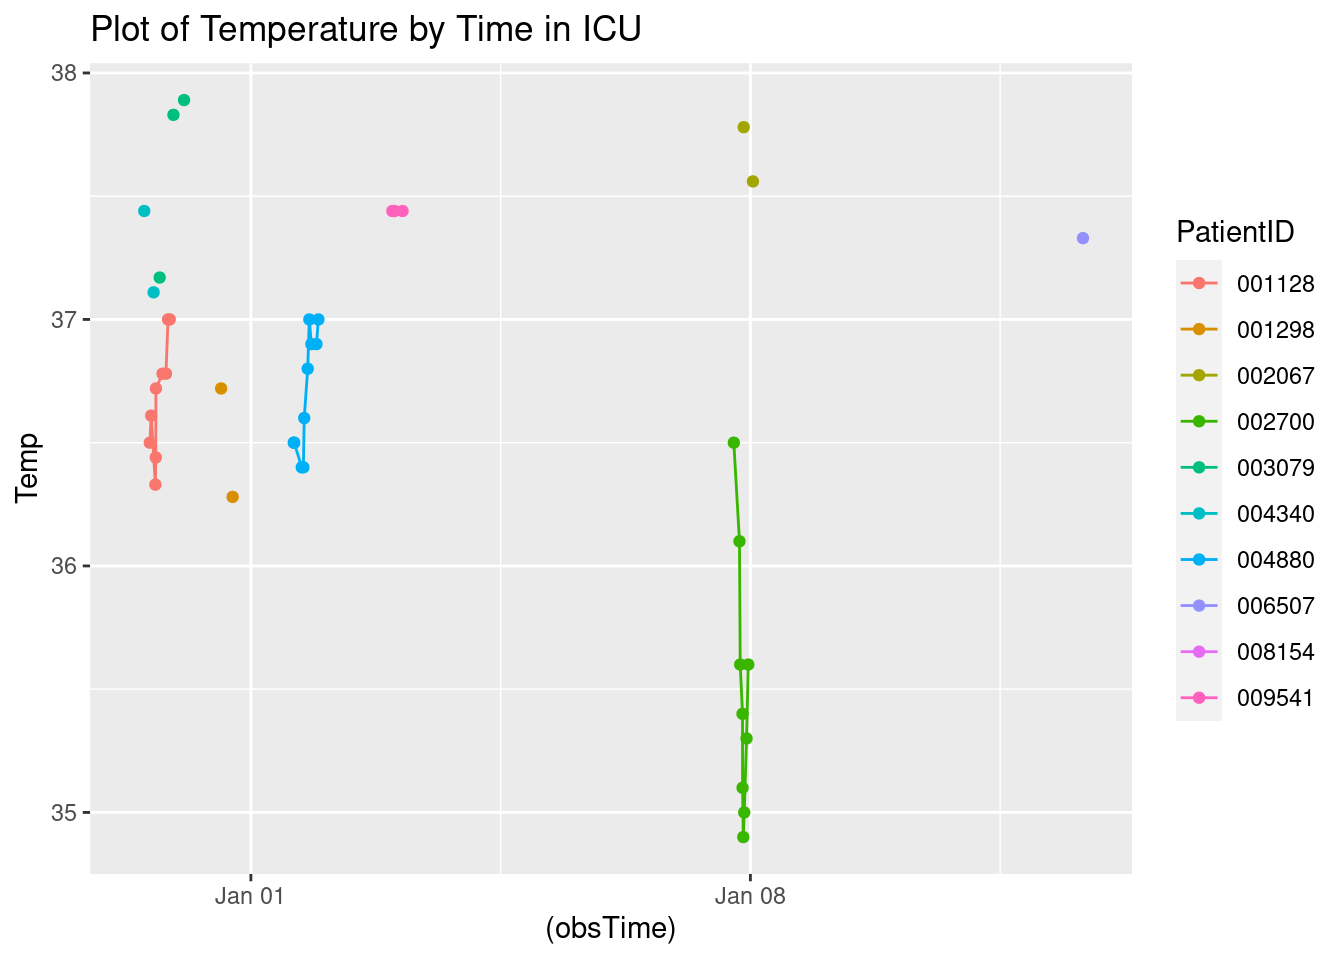 Plot of Temperature by Time in ICU
38
37
36
35
Temp
Jan 01
Jan 08
(obsTime)
PatientID
001128
001298
002067
002700
003079
004340
004880
006507
008154
009541